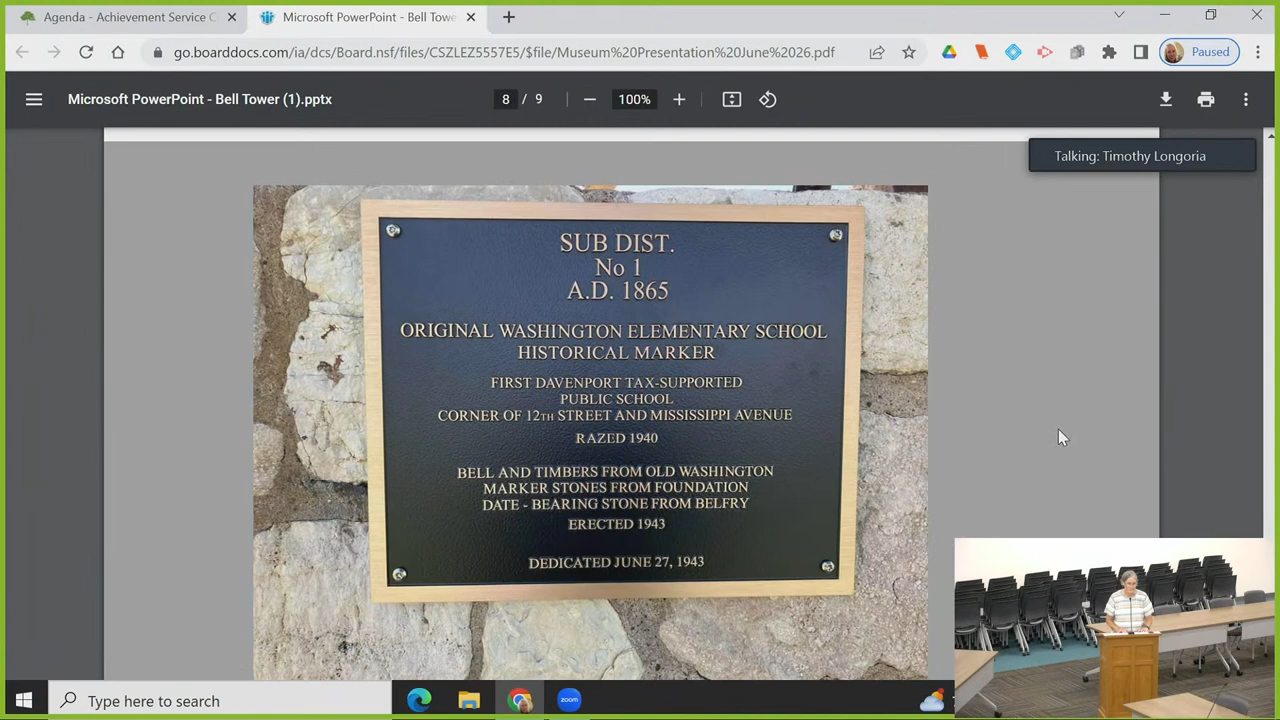 Agenda - Achievement Service C
Microsoft PowerPoint - Bell Towe
go.boarddocs.com/ia/dcs/Board.nsf/files/CSZLEZ5557E5/$file/Museum%20Presentation%20June%2026.pdf
Paused
Microsoft PowerPoint - Bell Tower (1).pptx
8 / 9
100%
Talking: Timothy Longoria
SUB DIST.
No 1
A.D. 1865
ORIGINAL WASHINGTON ELEMENTARY SCHOOL
HISTORICAL MARKER
FIRST DAVENPORT TAX-SUPPORTED
PUBLIC SCHOOL
CORNER OF 12TH STREET AND MISSISSIPPI AVENUE
RAZED 1940
BELL AND TIMBERS FROM OLD WASHINGTON
MARKER STONES FROM FOUNDATION
DATE - BEARING STONE FROM BELFRY
ERECTED 1943
DEDICATED JUNE 27, 1943
Type here to search
zoom